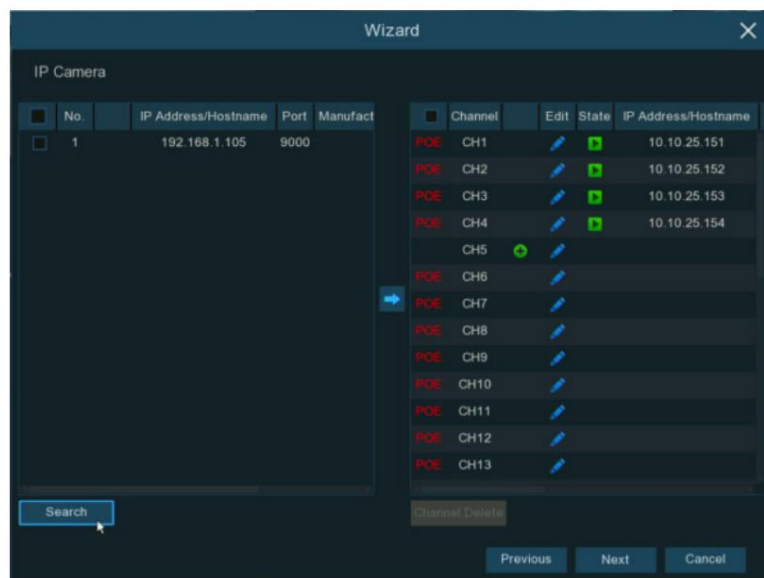 Wizard
IP Camera
No. IP Address/Hostname Port Manufact
1 192.168.1.105 9000
Channel Edit State IP Address/Hostname
POE CH1 10.10.25.151
POE CH2 10.10.25.152
POE CH3 10.10.25.153
POE CH4 10.10.25.154
CH5
POE CH6
POE CH7
POE CH8
POE CH9
POE CH10
POE CH11
POE CH12
POE CH13
Search
Channel Delete
Previous Next Cancel